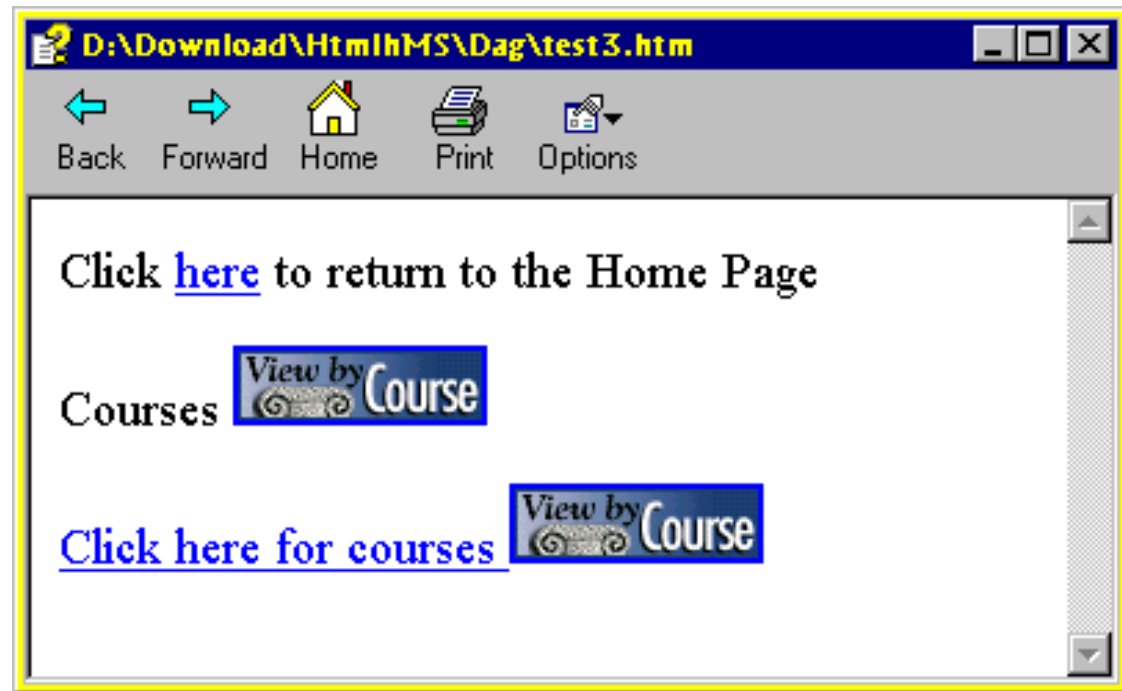 D:\Download\HtmlhMS\Dag\test3.htm
Back Forward Home Print Options
Click here to return to the Home Page
Courses View by Course
Click here for courses View by Course